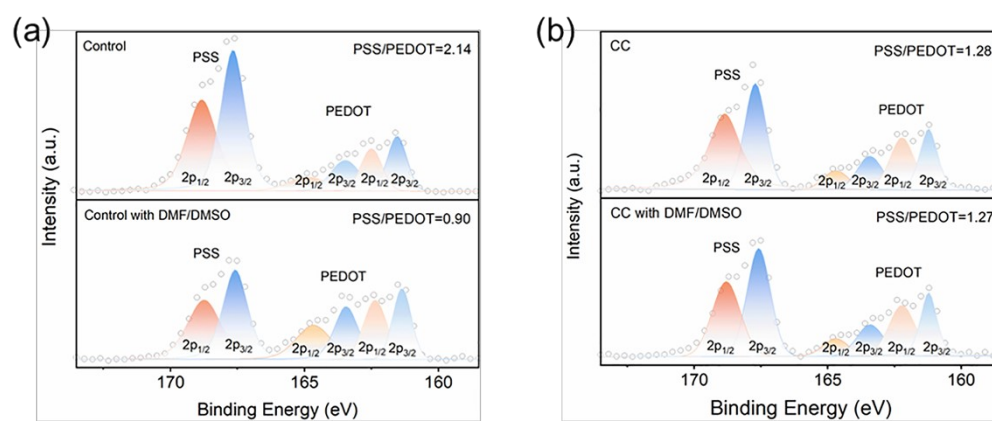 (a)
Control
PSS/PEDOT=2.14
PSS
PEDOT
2p1/2 2p3/2 2p1/2 2p3/2 2p1/2 2p3/2
Control with DMF/DMSO
PSS/PEDOT=0.90
PSS
PEDOT
2p1/2 2p3/2 2p1/2 2p3/2 2p1/2 2p3/2
Intensity (a.u.)
170 165 160
Binding Energy (eV)
(b)
CC
PSS/PEDOT=1.28
PSS
PEDOT
2p1/2 2p3/2 2p1/2 2p3/2 2p1/2 2p3/2
CC with DMF/DMSO
PSS/PEDOT=1.27
PSS
PEDOT
2p1/2 2p3/2 2p1/2 2p3/2 2p1/2 2p3/2
Intensity (a.u.)
170 165 160
Binding Energy (eV)